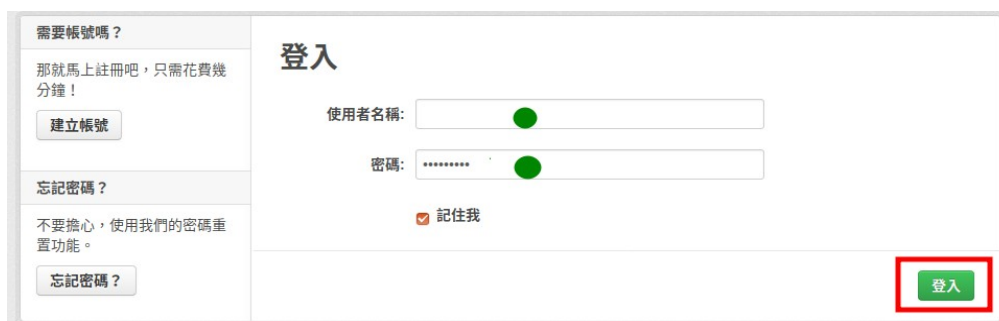 需要帳號嗎？
那就馬上註冊吧，只需花費幾
分鐘！
建立帳號
忘記密碼？
不要擔心，使用我們的密碼重
置功能。
忘記密碼？
登入
使用者名稱:
密碼: •••••••••
記住我
登入